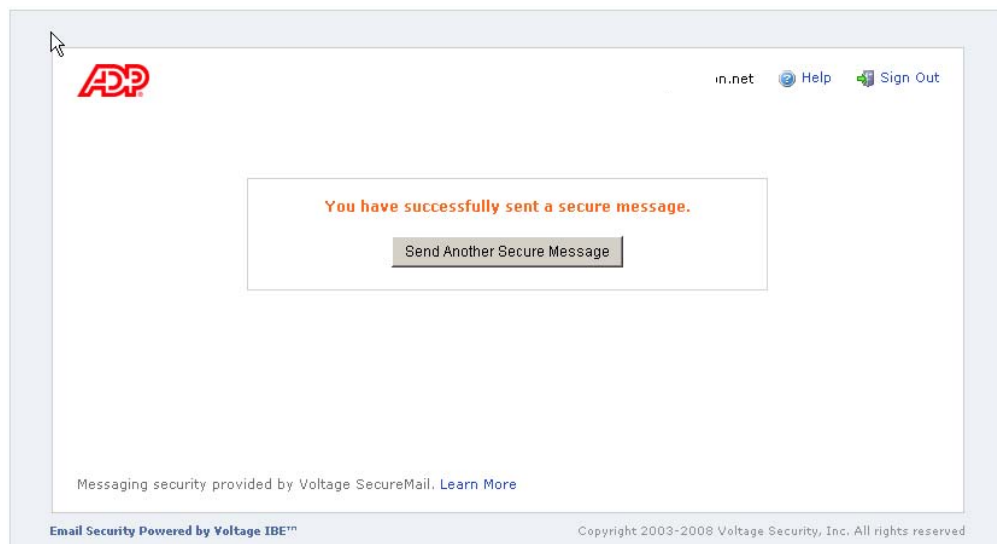 ADP
n.net Help Sign Out
You have successfully sent a secure message.
Send Another Secure Message
Messaging security provided by Voltage SecureMail. Learn More
Email Security Powered by Voltage IBE™
Copyright 2003-2008 Voltage Security, Inc. All rights reserved